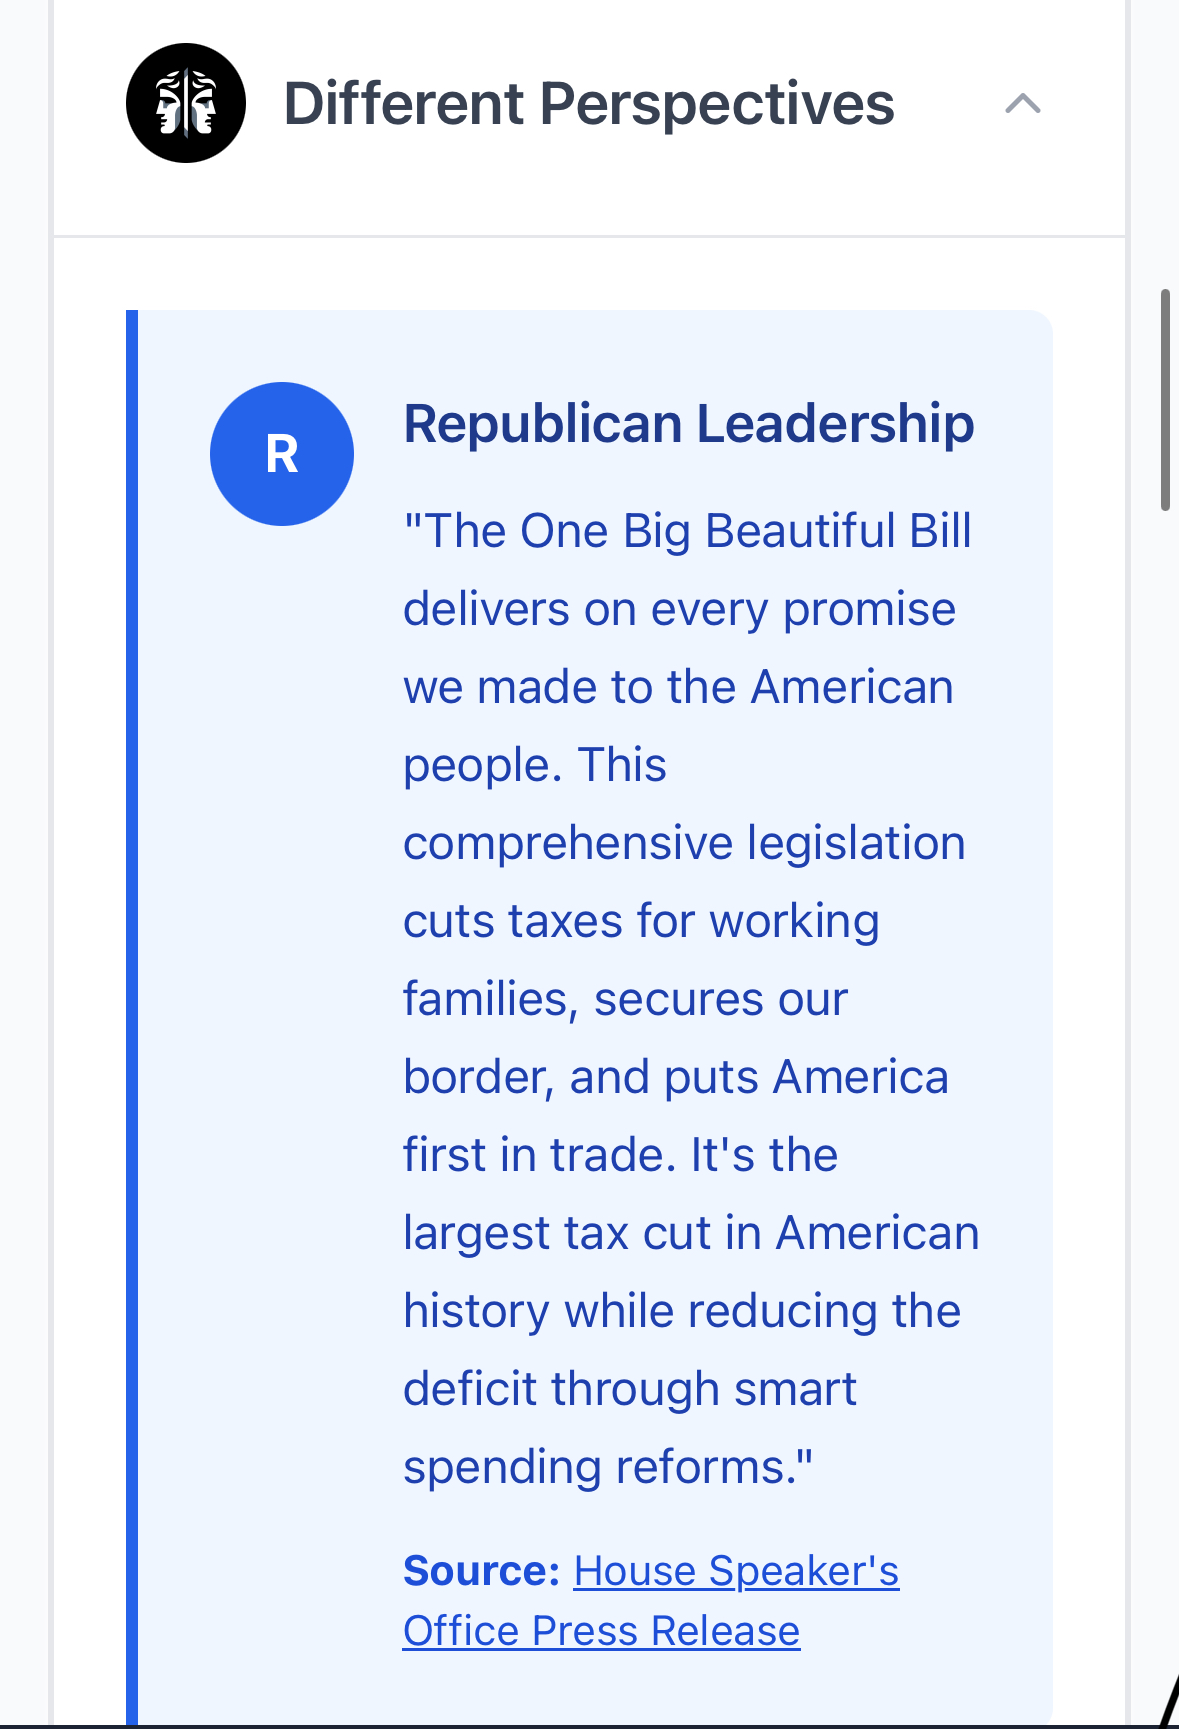 Different Perspectives
R
Republican Leadership
"The One Big Beautiful Bill
delivers on every promise
we made to the American
people. This
comprehensive legislation
cuts taxes for working
families, secures our
border, and puts America
first in trade. It's the
largest tax cut in American
history while reducing the
deficit through smart
spending reforms."
Source: House Speaker's
Office Press Release